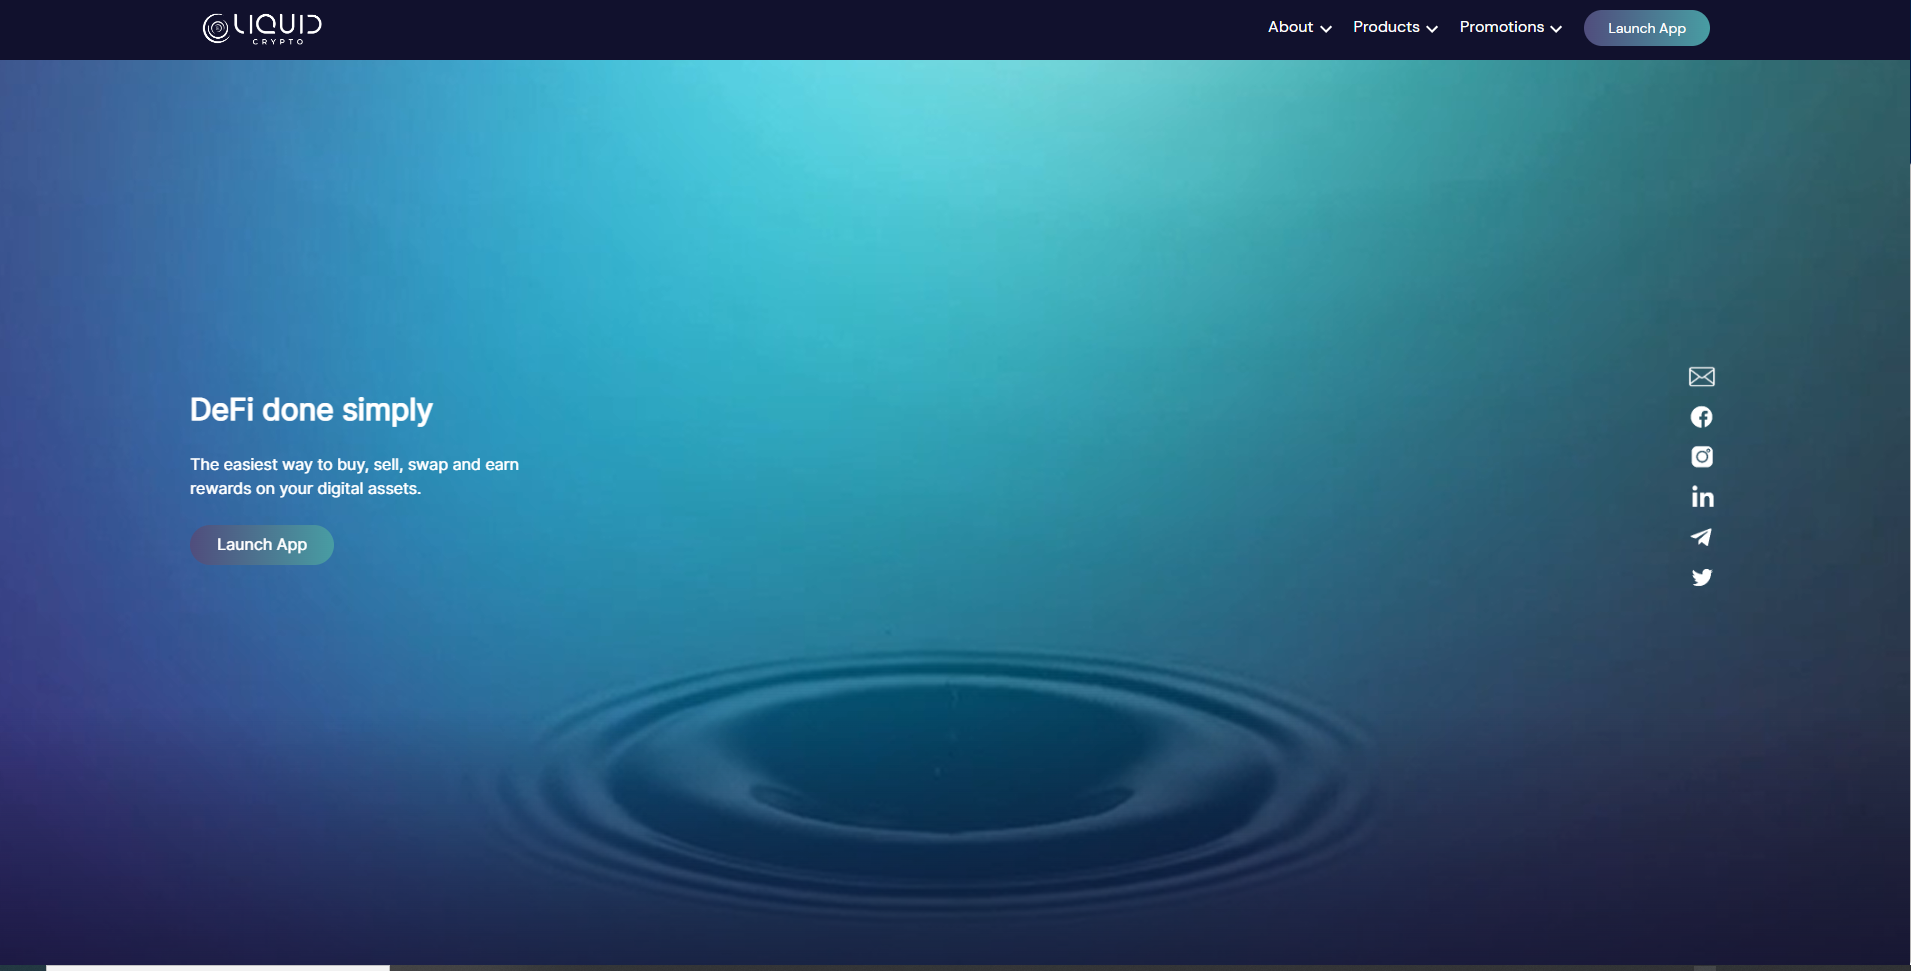 LIQUID
CRYPTO
About
Products
Promotions
Launch App
DeFi done simply
The easiest way to buy, sell, swap and earn
rewards on your digital assets.
Launch App